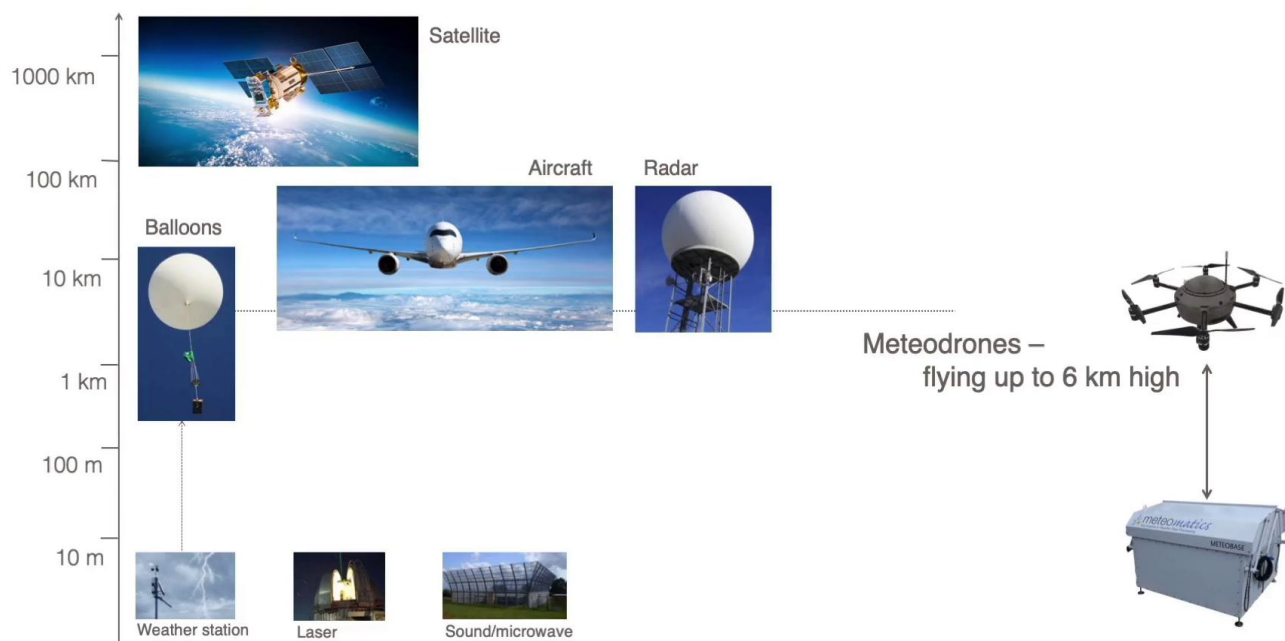 Satellite
1000 km
100 km
Aircraft
Radar
Balloons
10 km
Meteodrones –
flying up to 6 km high
1 km
100 m
meteomatics
METEOBASE
10 m
Weather station
Laser
Sound/microwave